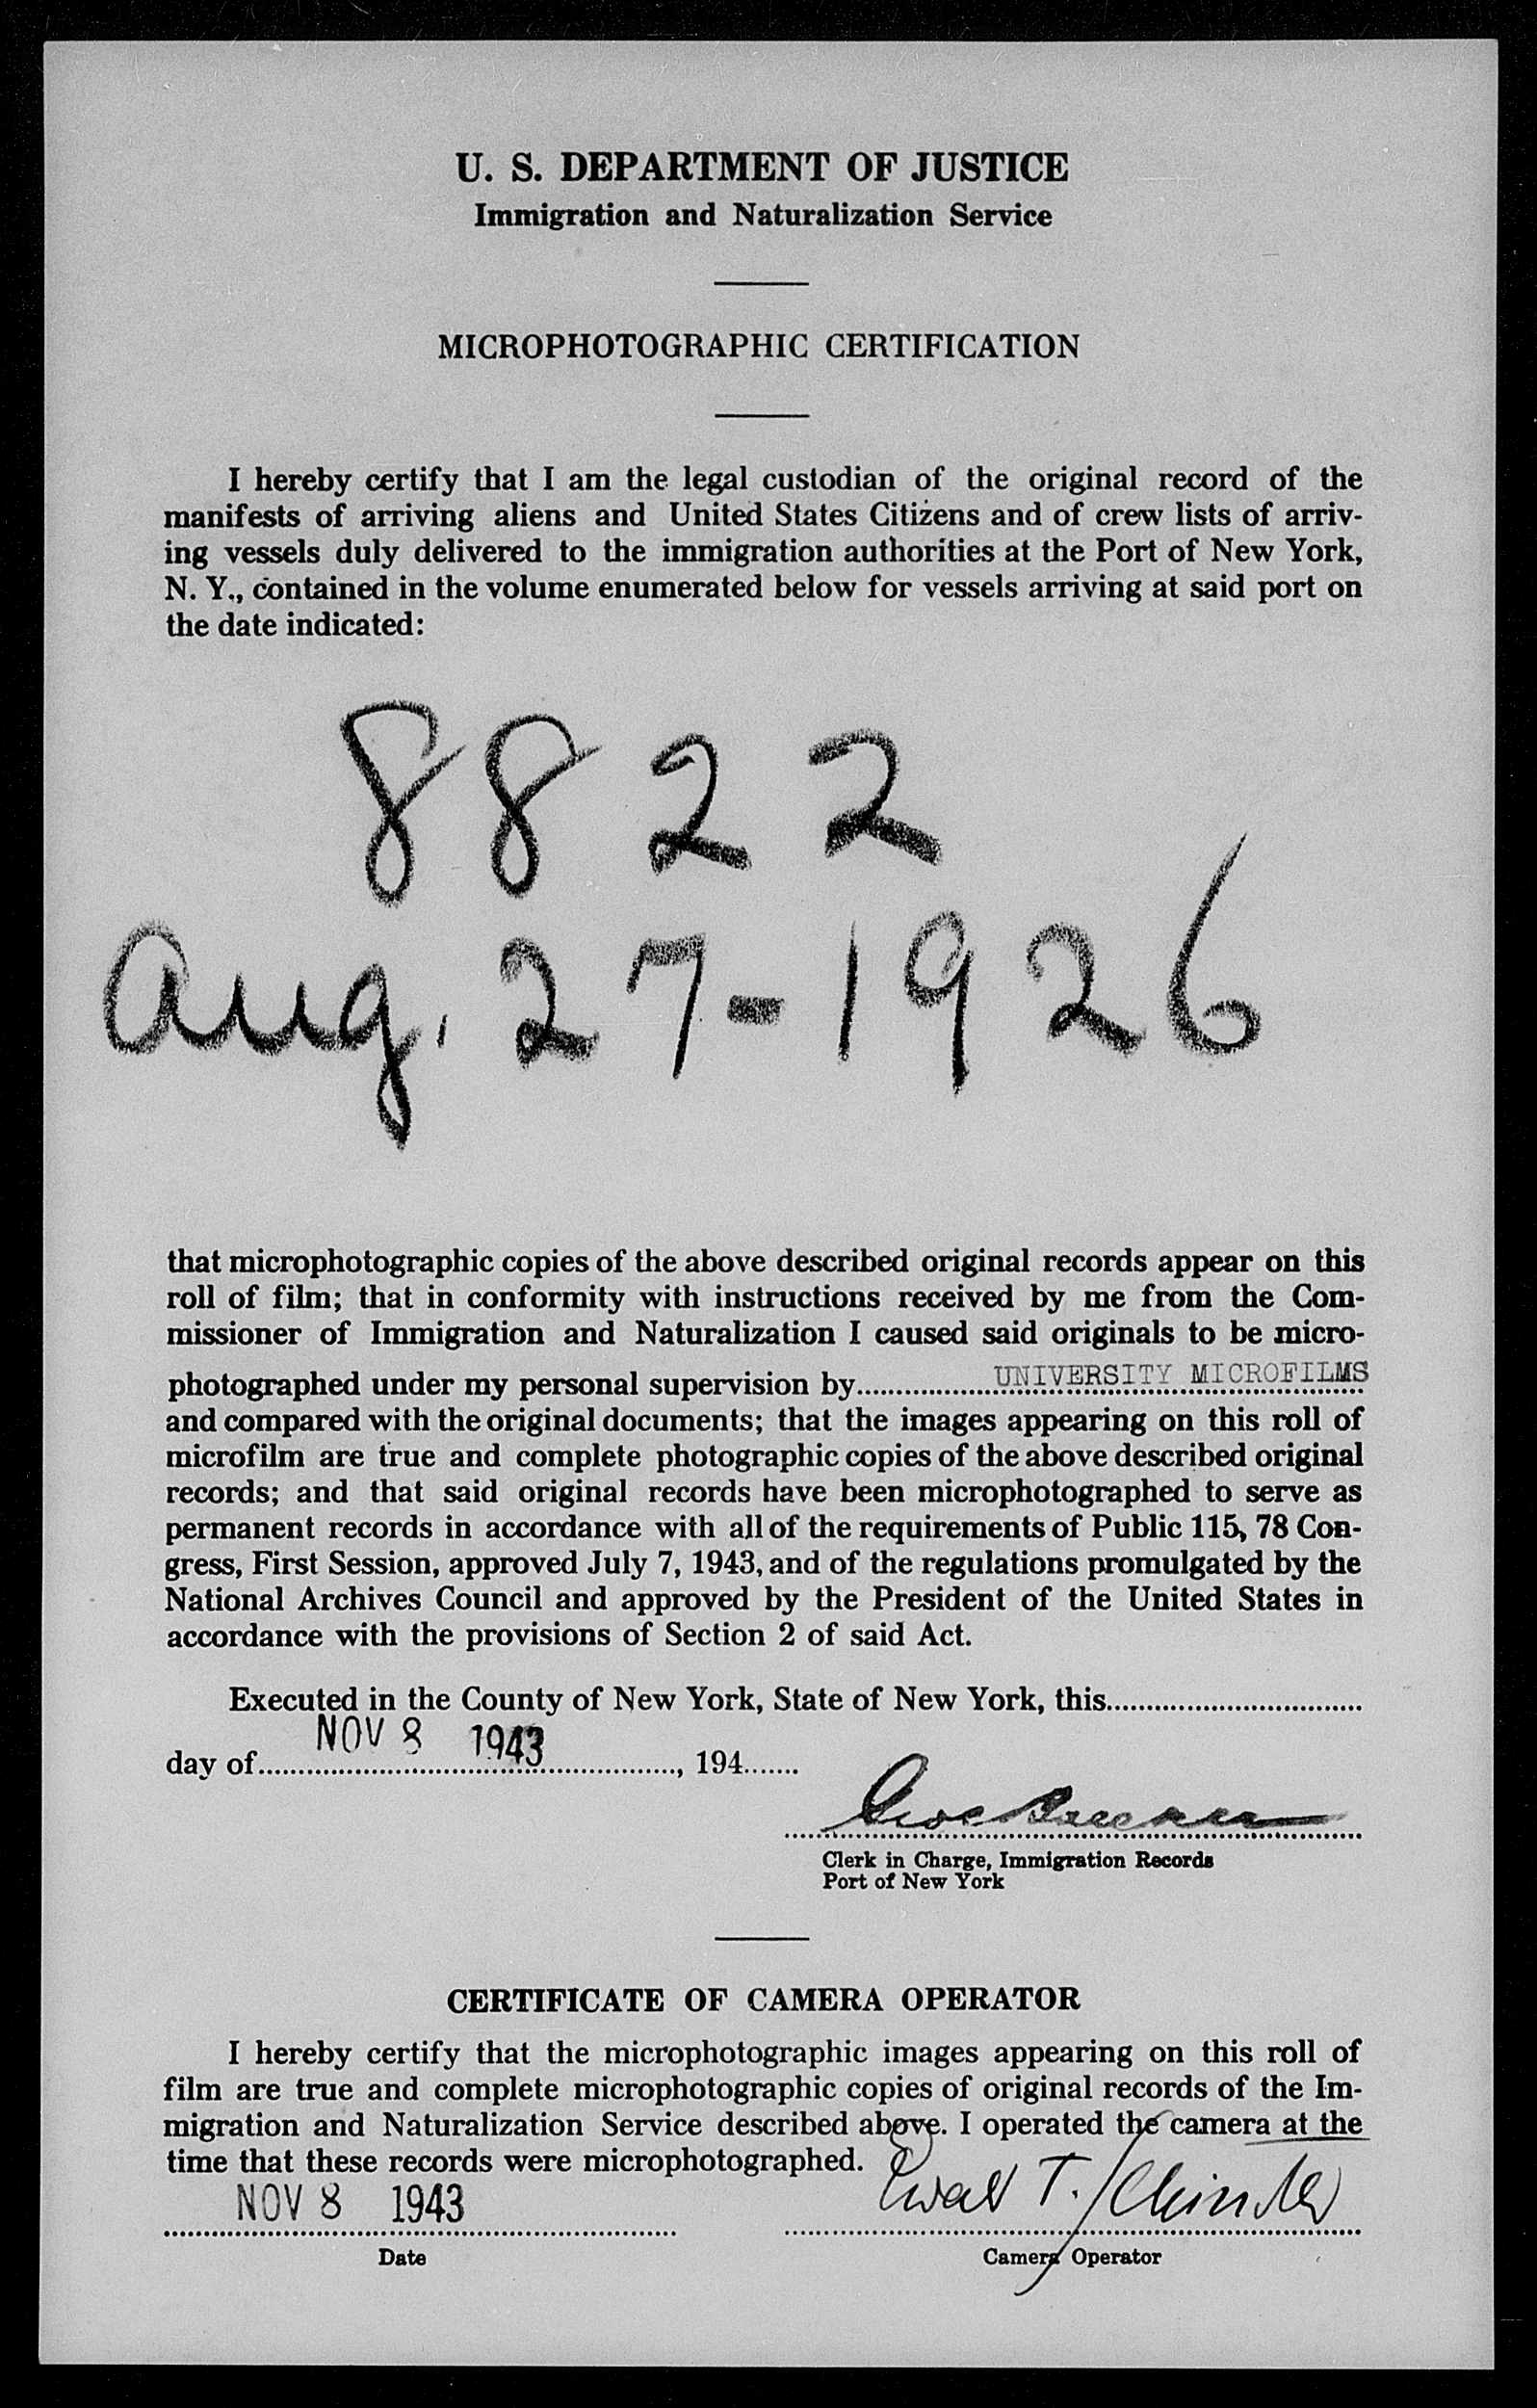 U. S. DEPARTMENT OF JUSTICE
Immigration and Naturalization Service
MICROPHOTOGRAPHIC CERTIFICATION
I hereby certify that I am the legal custodian of the original record of the
manifests of arriving aliens and United States Citizens and of crew lists of arriv-
ing vessels duly delivered to the immigration authorities at the Port of New York,
N. Y., contained in the volume enumerated below for vessels arriving at said port on
the date indicated:
8822
Aug. 27-1926
that microphotographic copies of the above described original records appear on this
roll of film; that in conformity with instructions received by me from the Com-
missioner of Immigration and Naturalization I caused said originals to be micro-
photographed under my personal supervision by UNIVERSITY MICROFILMS
and compared with the original documents; that the images appearing on this roll of
microfilm are true and complete photographic copies of the above described original
records; and that said original records have been microphotographed to serve as
permanent records in accordance with all of the requirements of Public 115, 78 Con-
gress, First Session, approved July 7, 1943, and of the regulations promulgated by the
National Archives Council and approved by the President of the United States in
accordance with the provisions of Section 2 of said Act.
Executed in the County of New York, State of New York, this
day of NOV 8 1943, 194
Clerk in Charge, Immigration Records
Port of New York
CERTIFICATE OF CAMERA OPERATOR
I hereby certify that the microphotographic images appearing on this roll of
film are true and complete microphotographic copies of original records of the Im-
migration and Naturalization Service described above. I operated the camera at the
time that these records were microphotographed.
NOV 8 1943 T.
Date Camera Operator